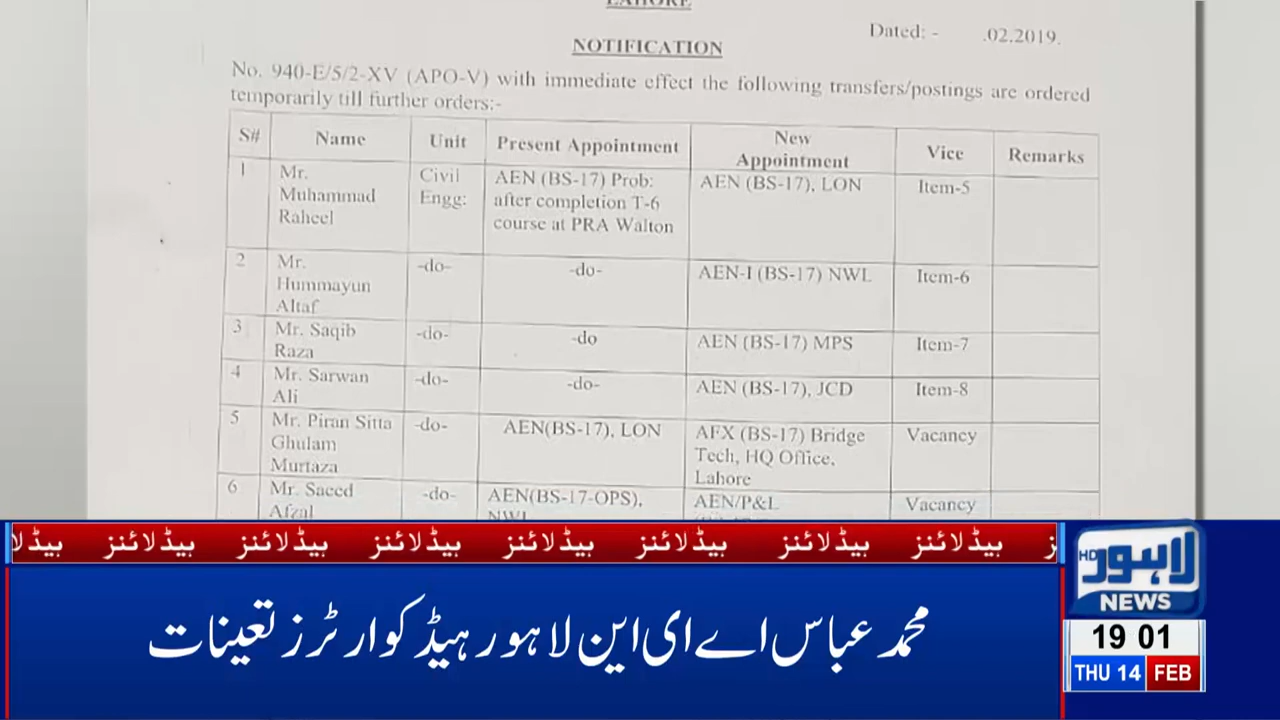 LAHORE
Dated: - .02.2019.
NOTIFICATION
No. 940-E/5/2-XV (APO-V) with immediate effect the following transfers/postings are ordered
temporarily till further orders:-
S# Name Unit Present Appointment New Appointment Vice Remarks
1 Mr. Muhammad Raheel Civil Engg: AEN (BS-17) Prob: after completion T-6 course at PRA Walton AEN (BS-17), LON Item-5
2 Mr. Hummayun Altaf -do- -do- AEN-I (BS-17) NWL Item-6
3 Mr. Saqib Raza -do- -do AEN (BS-17) MPS Item-7
4 Mr. Sarwan Ali -do- -do- AEN (BS-17), JCD Item-8
5 Mr. Piran Sitta Ghulam Murtaza -do- AEN(BS-17), LON AFX (BS-17) Bridge Tech, HQ Office, Lahore Vacancy
6 Mr. Saeed Afzal -do- AEN(BS-17-OPS), NWL AEN/P&L Vacancy
ہیڈلائنز ہیڈلائنز ہیڈلائنز ہیڈلائنز ہیڈلائنز ہیڈلائنز ہیڈلائنز ہیڈلائنز
محمد عباس اے ای این لاہور ہیڈکوارٹرز تعینات
HD لاہور
NEWS
19 01
THU 14 FEB